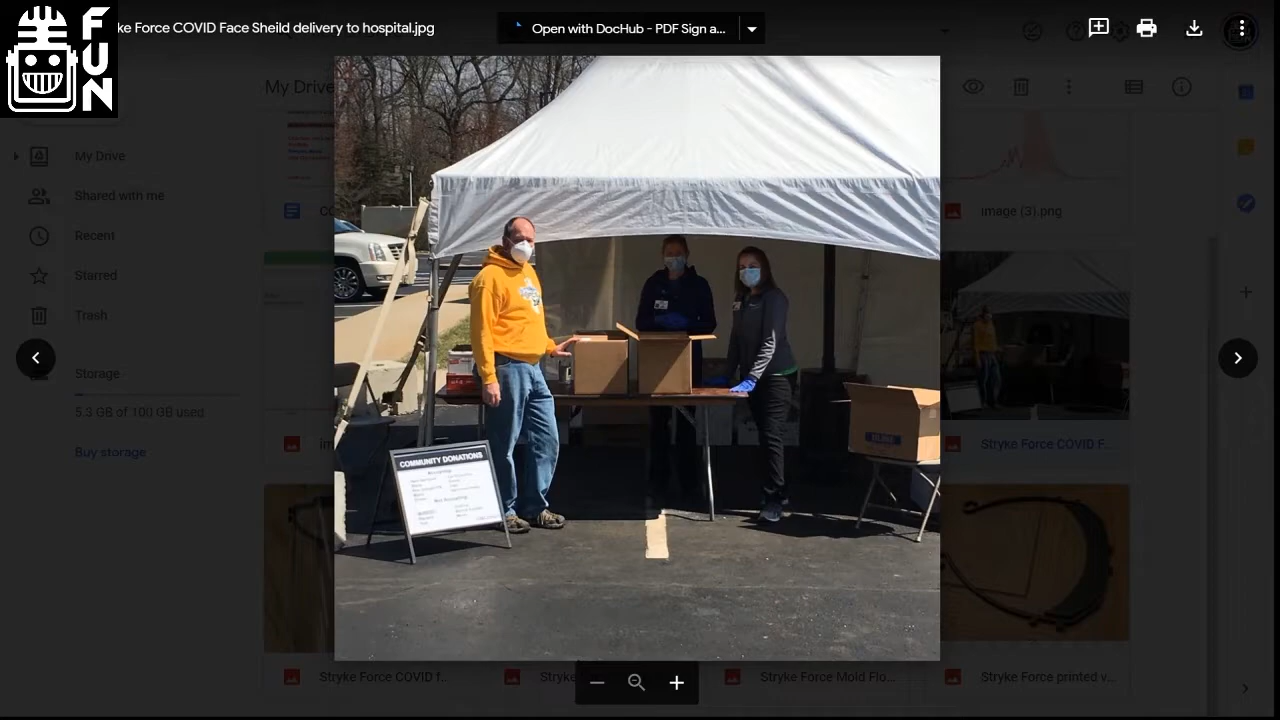 FUN
ke Force COVID Face Sheild delivery to hospital.jpg
Open with DocHub - PDF Sign a...
My Drive
My Drive
Shared with me
Recent
Starred
Trash
Storage
5.3 GB of 100 GB used
Buy storage
image (3).png
COMMUNITY DONATIONS
Stryke Force COVID F...
Stryke Force COVID f...
Stryke
Stryke Force Mold Flo...
Stryke Force printed v...